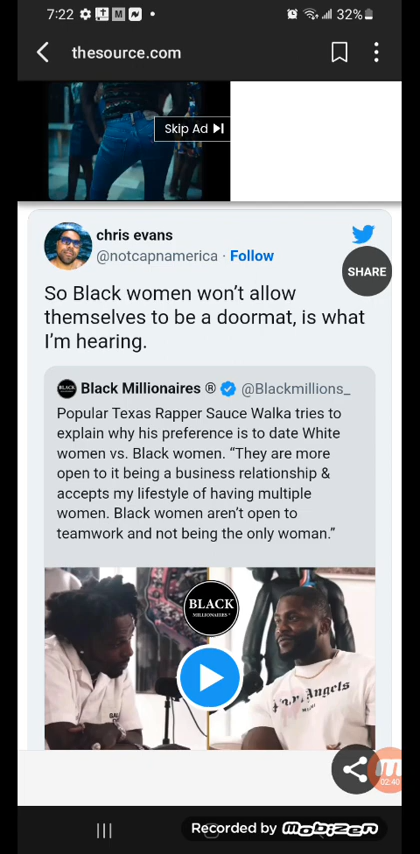 7:22
32%
thesource.com
Skip Ad
chris evans
@notcapnamerica · Follow
SHARE
So Black women won't allow
themselves to be a doormat, is what
I'm hearing.
BLACK
Black Millionaires ® @Blackmillions_
Popular Texas Rapper Sauce Walka tries to
explain why his preference is to date White
women vs. Black women. “They are more
open to it being a business relationship &
accepts my lifestyle of having multiple
women. Black women aren't open to
teamwork and not being the only woman.”
BLACK
MILLIONAIRES
Angels
02:40
Recorded by mobizen